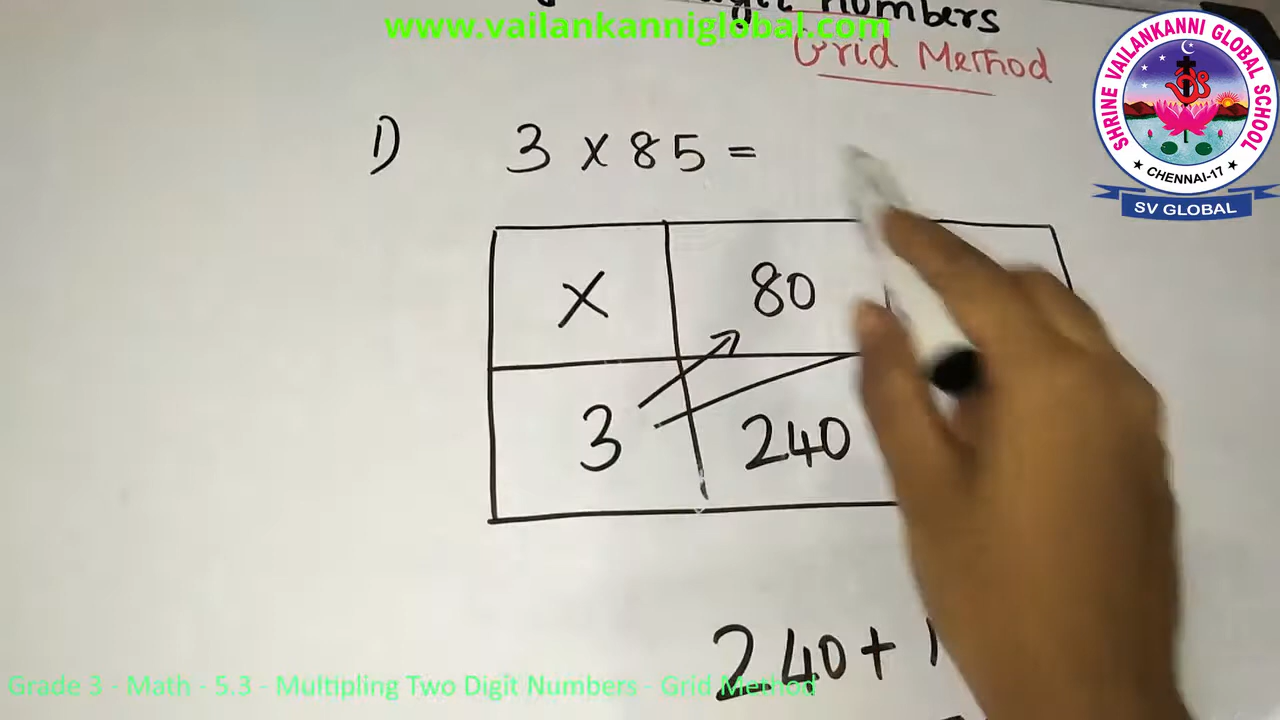 numbers
www.vailankanniglobal.com
Grid Method
SHRINE VAILANKANNI GLOBAL SCHOOL
CHENNAI-17
SV GLOBAL
1) 3 x 85 =
X 80
3 240
240 +
Grade 3 - Math - 5.3 - Multipling Two Digit Numbers - Grid Method